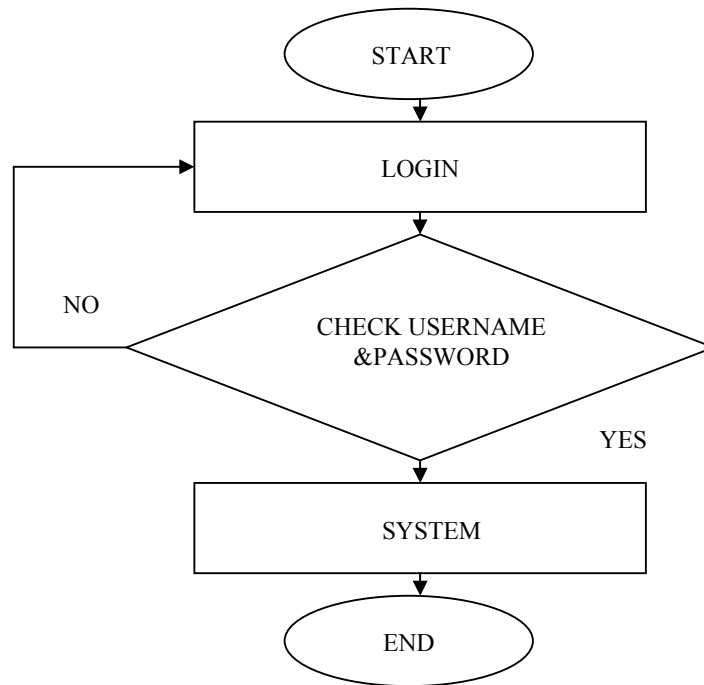 START
LOGIN
NO
CHECK USERNAME
&PASSWORD
YES
SYSTEM
END